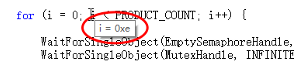 for (i = 0; i < PRODUCT_COUNT; i++) {
i = 0xe
WaitForSingleObject(EmptySemaphoreHandle,
WaitForSingleObject(MutexHandle, INFINITE